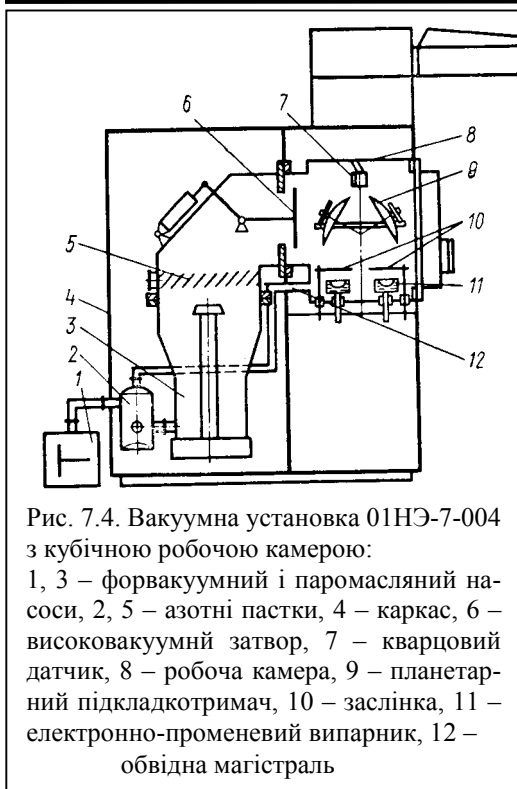 7
8
6
9
10
5
11
4
3
12
2
1
Рис. 7.4. Вакуумна установка 01НЭ-7-004
з кубічною робочою камерою:
1, 3 – форвакуумний і паромасляний на-
соси, 2, 5 – азотні пастки, 4 – каркас, 6 –
високовакуумнй затвор, 7 – кварцовий
датчик, 8 – робоча камера, 9 – планетар-
ний підкладкотримач, 10 – заслінка, 11 –
електронно-променевий випарник, 12 –
обвідна магістраль